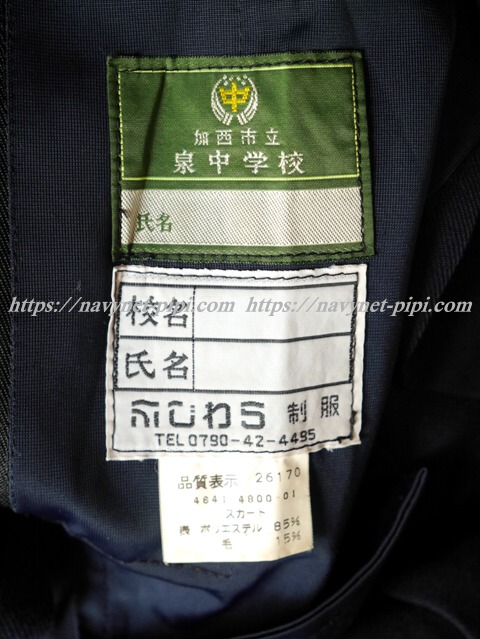 中
加西市立
泉中学校
氏名
https://navynet-pipi.com https://navynet-pipi.com
校名
氏名
ふじわら 制服
TEL 0790-42-4495
品質表示 26170
4641 4800-01
スカート
表 ポリエステル 85%
毛 15%